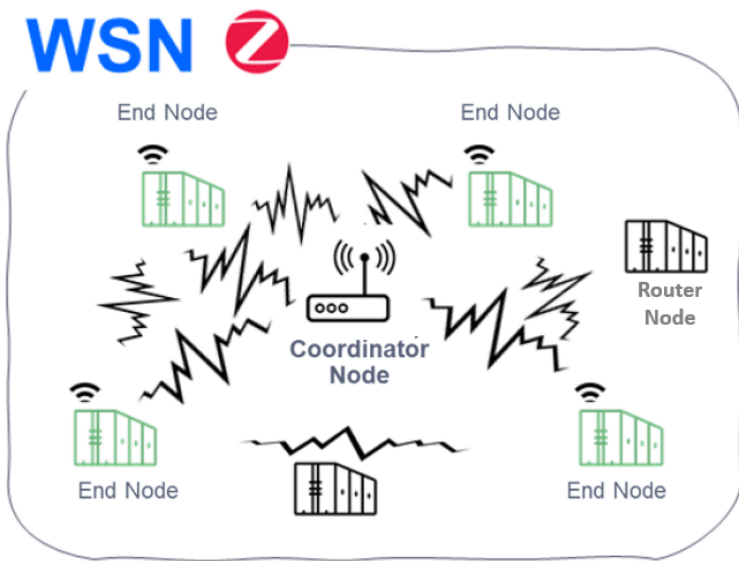 WSN
End Node
End Node
Router
Node
Coordinator
Node
End Node
End Node